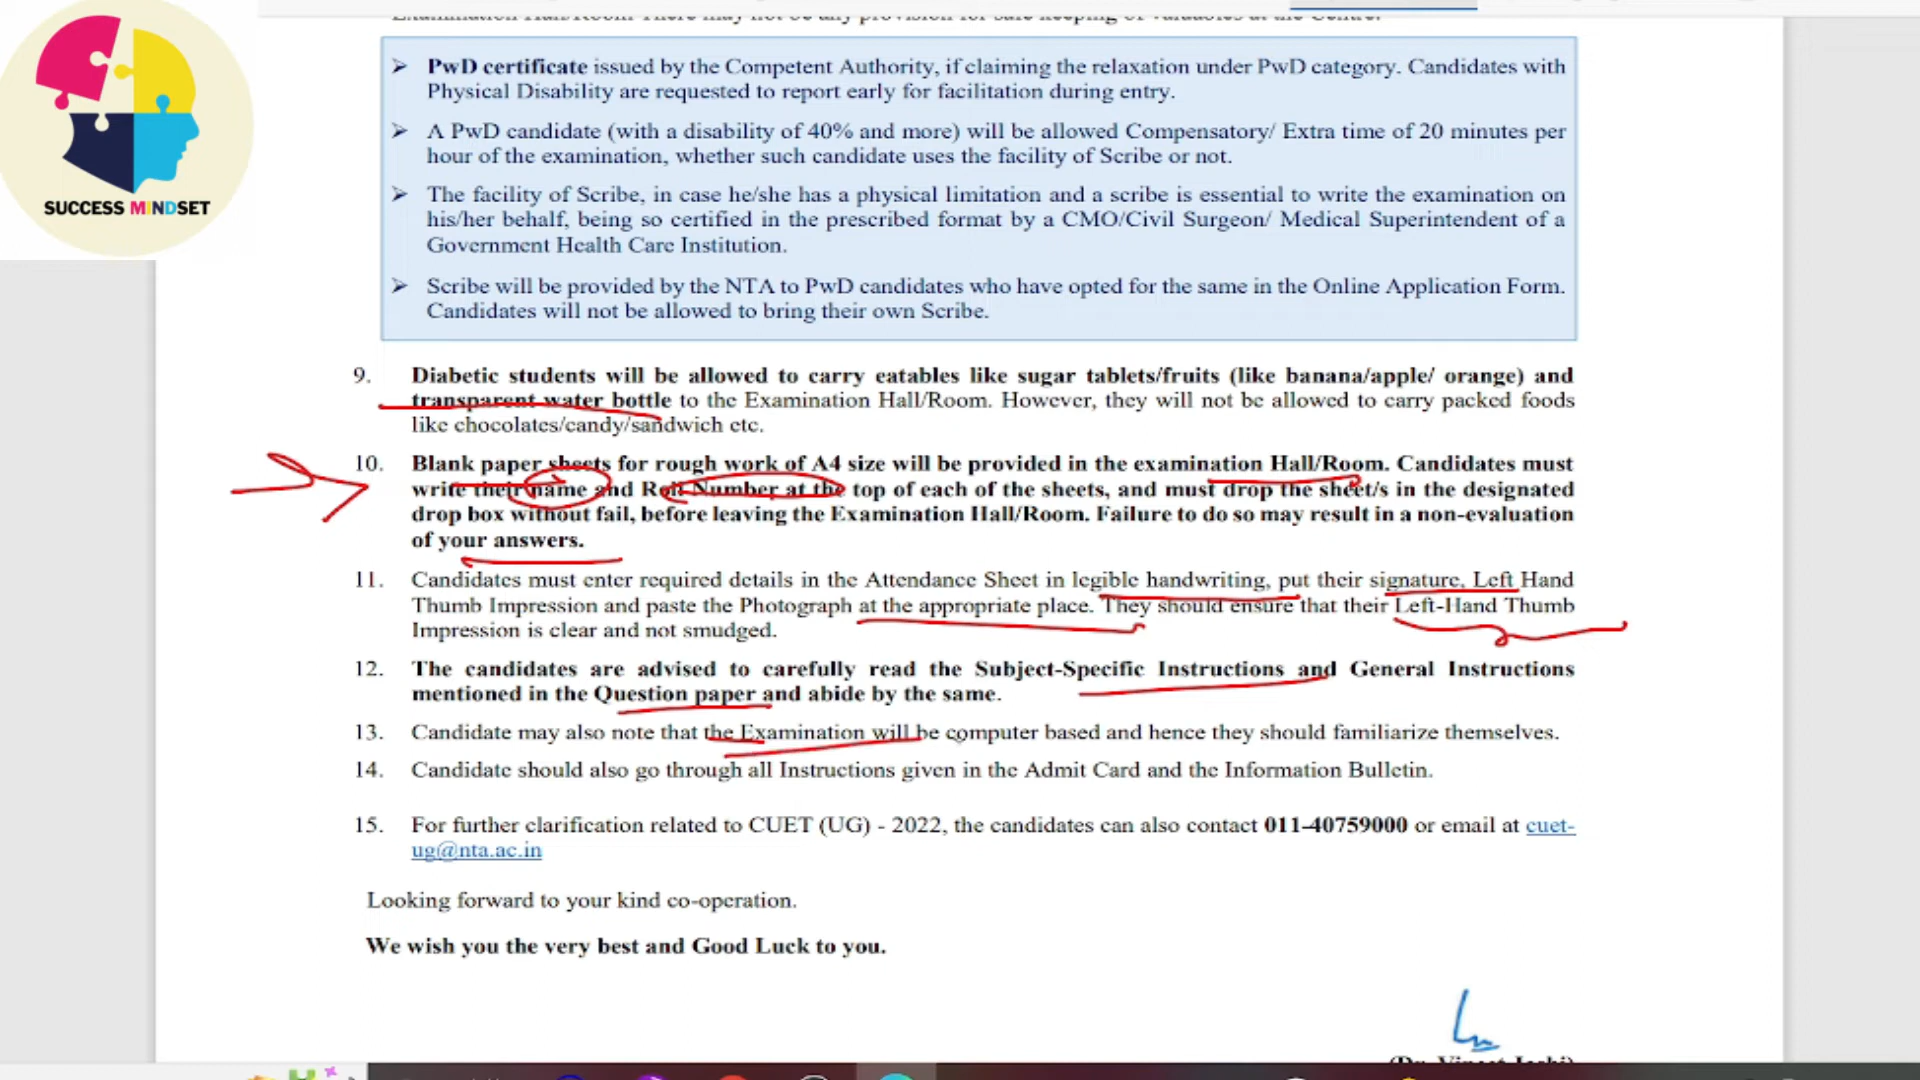 Examination Hall/Room There may not be any provision for safe keeping of valuables at the Centre.
SUCCESS MINDSET
➢ PwD certificate issued by the Competent Authority, if claiming the relaxation under PwD category. Candidates with
Physical Disability are requested to report early for facilitation during entry.
➢ A PwD candidate (with a disability of 40% and more) will be allowed Compensatory/ Extra time of 20 minutes per
hour of the examination, whether such candidate uses the facility of Scribe or not.
➢ The facility of Scribe, in case he/she has a physical limitation and a scribe is essential to write the examination on
his/her behalf, being so certified in the prescribed format by a CMO/Civil Surgeon/ Medical Superintendent of a
Government Health Care Institution.
➢ Scribe will be provided by the NTA to PwD candidates who have opted for the same in the Online Application Form.
Candidates will not be allowed to bring their own Scribe.
9. Diabetic students will be allowed to carry eatables like sugar tablets/fruits (like banana/apple/ orange) and
transparent water bottle to the Examination Hall/Room. However, they will not be allowed to carry packed foods
like chocolates/candy/sandwich etc.
10. Blank paper sheets for rough work of A4 size will be provided in the examination Hall/Room. Candidates must
write their name and Roll Number at the top of each of the sheets, and must drop the sheet/s in the designated
drop box without fail, before leaving the Examination Hall/Room. Failure to do so may result in a non-evaluation
of your answers.
11. Candidates must enter required details in the Attendance Sheet in legible handwriting, put their signature, Left Hand
Thumb Impression and paste the Photograph at the appropriate place. They should ensure that their Left-Hand Thumb
Impression is clear and not smudged.
12. The candidates are advised to carefully read the Subject-Specific Instructions and General Instructions
mentioned in the Question paper and abide by the same.
13. Candidate may also note that the Examination will be computer based and hence they should familiarize themselves.
14. Candidate should also go through all Instructions given in the Admit Card and the Information Bulletin.
15. For further clarification related to CUET (UG) - 2022, the candidates can also contact 011-40759000 or email at cuet-
ug@nta.ac.in
Looking forward to your kind co-operation.
We wish you the very best and Good Luck to you.
(Dr. Vineet Joshi)